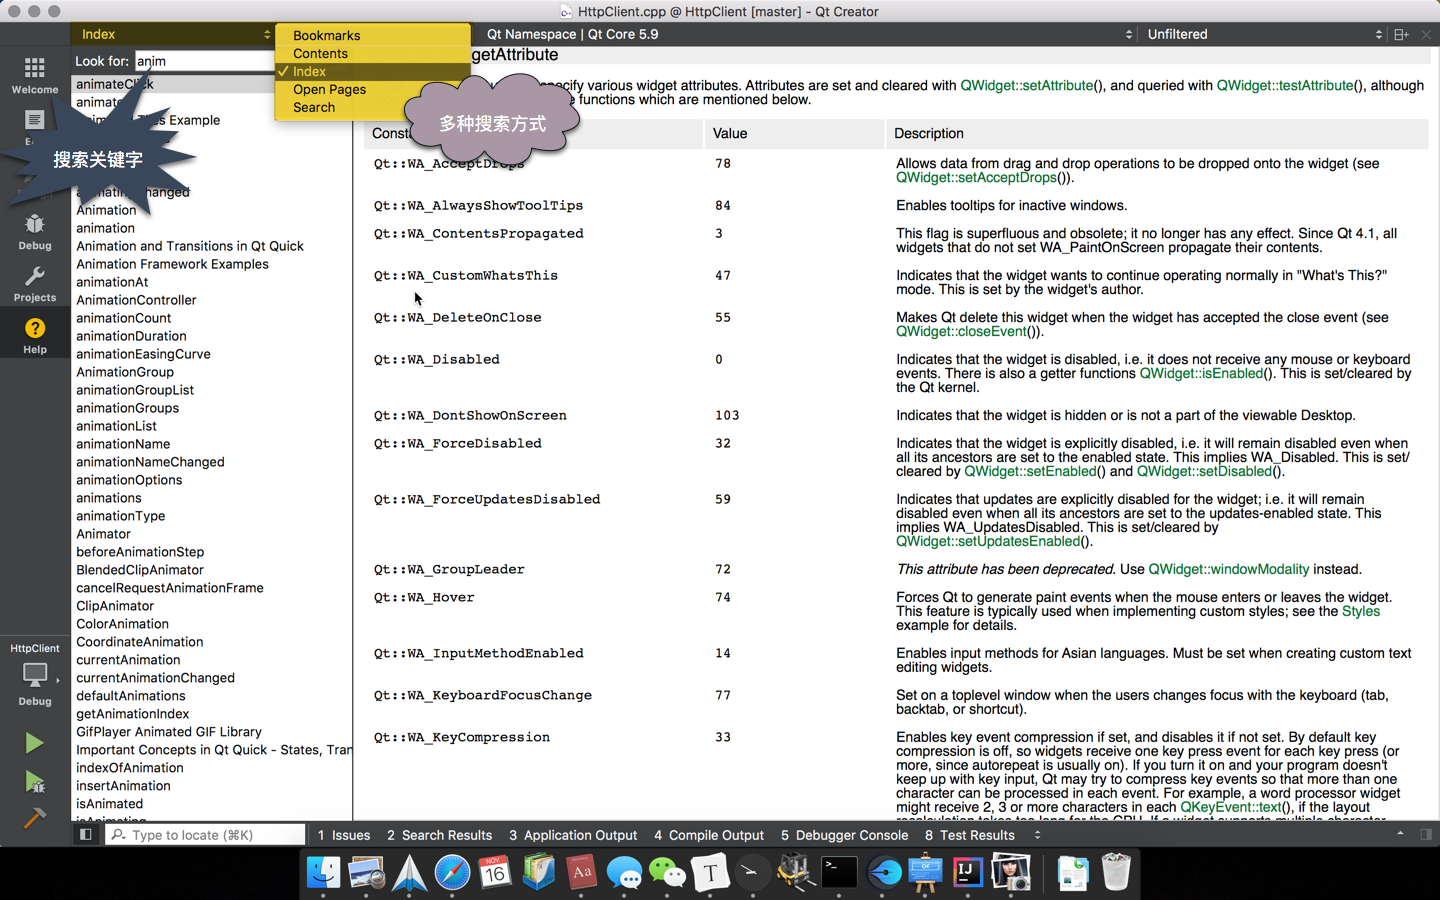 HttpClient.cpp @ HttpClient [master] - Qt Creator
Index
Bookmarks
Contents
Index
Open Pages
Search
Qt Namespace | Qt Core 5.9
Unfiltered
Look for: anim
animateClick
Animation
animation
Animation and Transitions in Qt Quick
Animation Framework Examples
animationAt
AnimationController
animationCount
animationDuration
animationEasingCurve
AnimationGroup
animationGroupList
animationGroups
animationList
animationName
animationNameChanged
animationOptions
animations
animationType
Animator
beforeAnimationStep
BlendedClipAnimator
cancelRequestAnimationFrame
ClipAnimator
ColorAnimation
CoordinateAnimation
currentAnimation
currentAnimationChanged
defaultAnimations
getAnimationIndex
GifPlayer Animated GIF Library
Important Concepts in Qt Quick - States, Tran
indexOfAnimation
insertAnimation
isAnimated
搜索关键字
多种搜索方式
Welcome
Debug
Projects
Help
HttpClient
Debug
getAttribute
specify various widget attributes. Attributes are set and cleared with QWidget::setAttribute(), and queried with QWidget::testAttribute(), although
functions which are mentioned below.
Value Description
Qt::WA_AcceptDrops 78 Allows data from drag and drop operations to be dropped onto the widget (see
QWidget::setAcceptDrops()).
Qt::WA_AlwaysShowToolTips 84 Enables tooltips for inactive windows.
Qt::WA_ContentsPropagated 3 This flag is superfluous and obsolete; it no longer has any effect. Since Qt 4.1, all
widgets that do not set WA_PaintOnScreen propagate their contents.
Qt::WA_CustomWhatsThis 47 Indicates that the widget wants to continue operating normally in "What's This?"
mode. This is set by the widget's author.
Qt::WA_DeleteOnClose 55 Makes Qt delete this widget when the widget has accepted the close event (see
QWidget::closeEvent()).
Qt::WA_Disabled 0 Indicates that the widget is disabled, i.e. it does not receive any mouse or keyboard
events. There is also a getter functions QWidget::isEnabled(). This is set/cleared by
the Qt kernel.
Qt::WA_DontShowOnScreen 103 Indicates that the widget is hidden or is not a part of the viewable Desktop.
Qt::WA_ForceDisabled 32 Indicates that the widget is explicitly disabled, i.e. it will remain disabled even when
all its ancestors are set to the enabled state. This implies WA_Disabled. This is set/
cleared by QWidget::setEnabled() and QWidget::setDisabled().
Qt::WA_ForceUpdatesDisabled 59 Indicates that updates are explicitly disabled for the widget; i.e. it will remain
disabled even when all its ancestors are set to the updates-enabled state. This
implies WA_UpdatesDisabled. This is set/cleared by
QWidget::setUpdatesEnabled().
Qt::WA_GroupLeader 72 This attribute has been deprecated. Use QWidget::windowModality instead.
Qt::WA_Hover 74 Forces Qt to generate paint events when the mouse enters or leaves the widget.
This feature is typically used when implementing custom styles; see the Styles
example for details.
Qt::WA_InputMethodEnabled 14 Enables input methods for Asian languages. Must be set when creating custom text
editing widgets.
Qt::WA_KeyboardFocusChange 77 Set on a toplevel window when the users changes focus with the keyboard (tab,
backtab, or shortcut).
Qt::WA_KeyCompression 33 Enables key event compression if set, and disables it if not set. By default key
compression is off, so widgets receive one key press event for each key press (or
more, since autorepeat is usually on). If you turn it on and your program doesn't
keep up with key input, Qt may try to compress key events so that more than one
character can be processed in each event. For example, a word processor widget
might receive 2, 3 or more characters in each QKeyEvent::text(), if the layout
Type to locate (⌘K)
1 Issues 2 Search Results 3 Application Output 4 Compile Output 5 Debugger Console 8 Test Results
NOV
16
Aa
T
>_
IJ